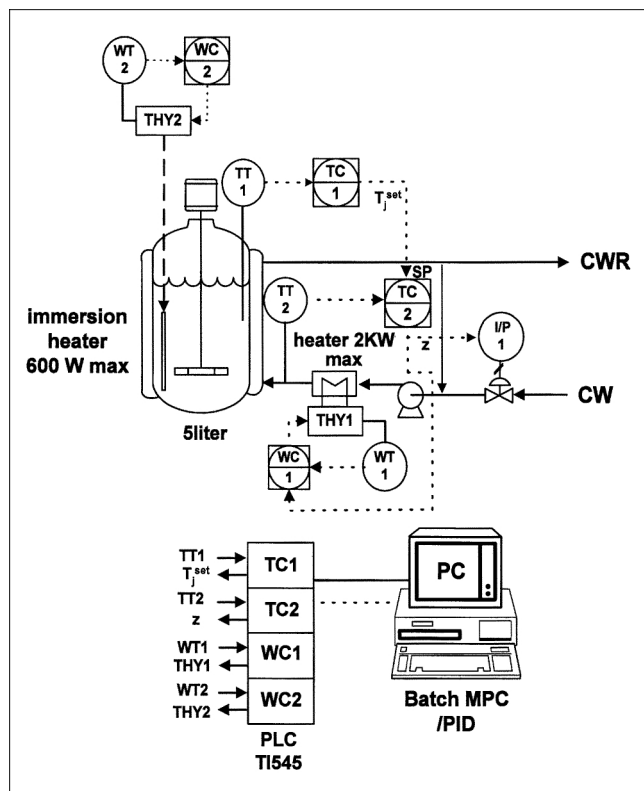 WT
2
WC
2
THY2
TT
1
TC
1
T_j^set
CWR
SP
TT
2
TC
2
I/P
1
immersion
heater
600 W max
heater 2KW
max
z
CW
5liter
THY1
WC
1
WT
1
TT1
T_j^set
TC1
TT2
z
TC2
WT1
THY1
WC1
WT2
THY2
WC2
PLC
TI545
PC
Batch MPC
/PID